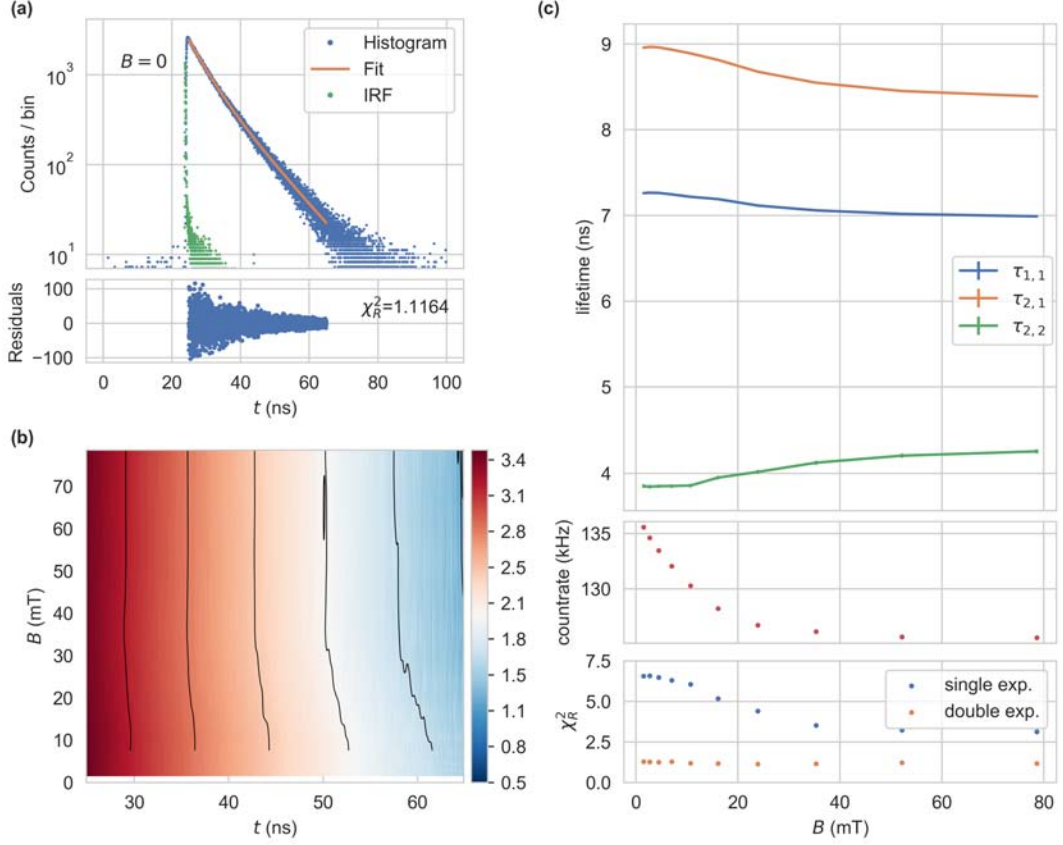 (a)
B = 0
Histogram
Fit
IRF
Counts / bin
10³
10²
10¹
Residuals
100
0
−100
χ²_R=1.1164
0 20 40 60 80 100
t (ns)
(b)
B (mT)
70
60
50
40
30
20
10
0
30 40 50 60
t (ns)
3.4
3.1
2.8
2.4
2.1
1.8
1.5
1.1
0.8
0.5
(c)
lifetime (ns)
9
8
7
6
5
4
τ₁,₁
τ₂,₁
τ₂,₂
countrate (kHz)
135
130
χ²_R
7.5
5.0
2.5
0.0
single exp.
double exp.
0 20 40 60 80
B (mT)